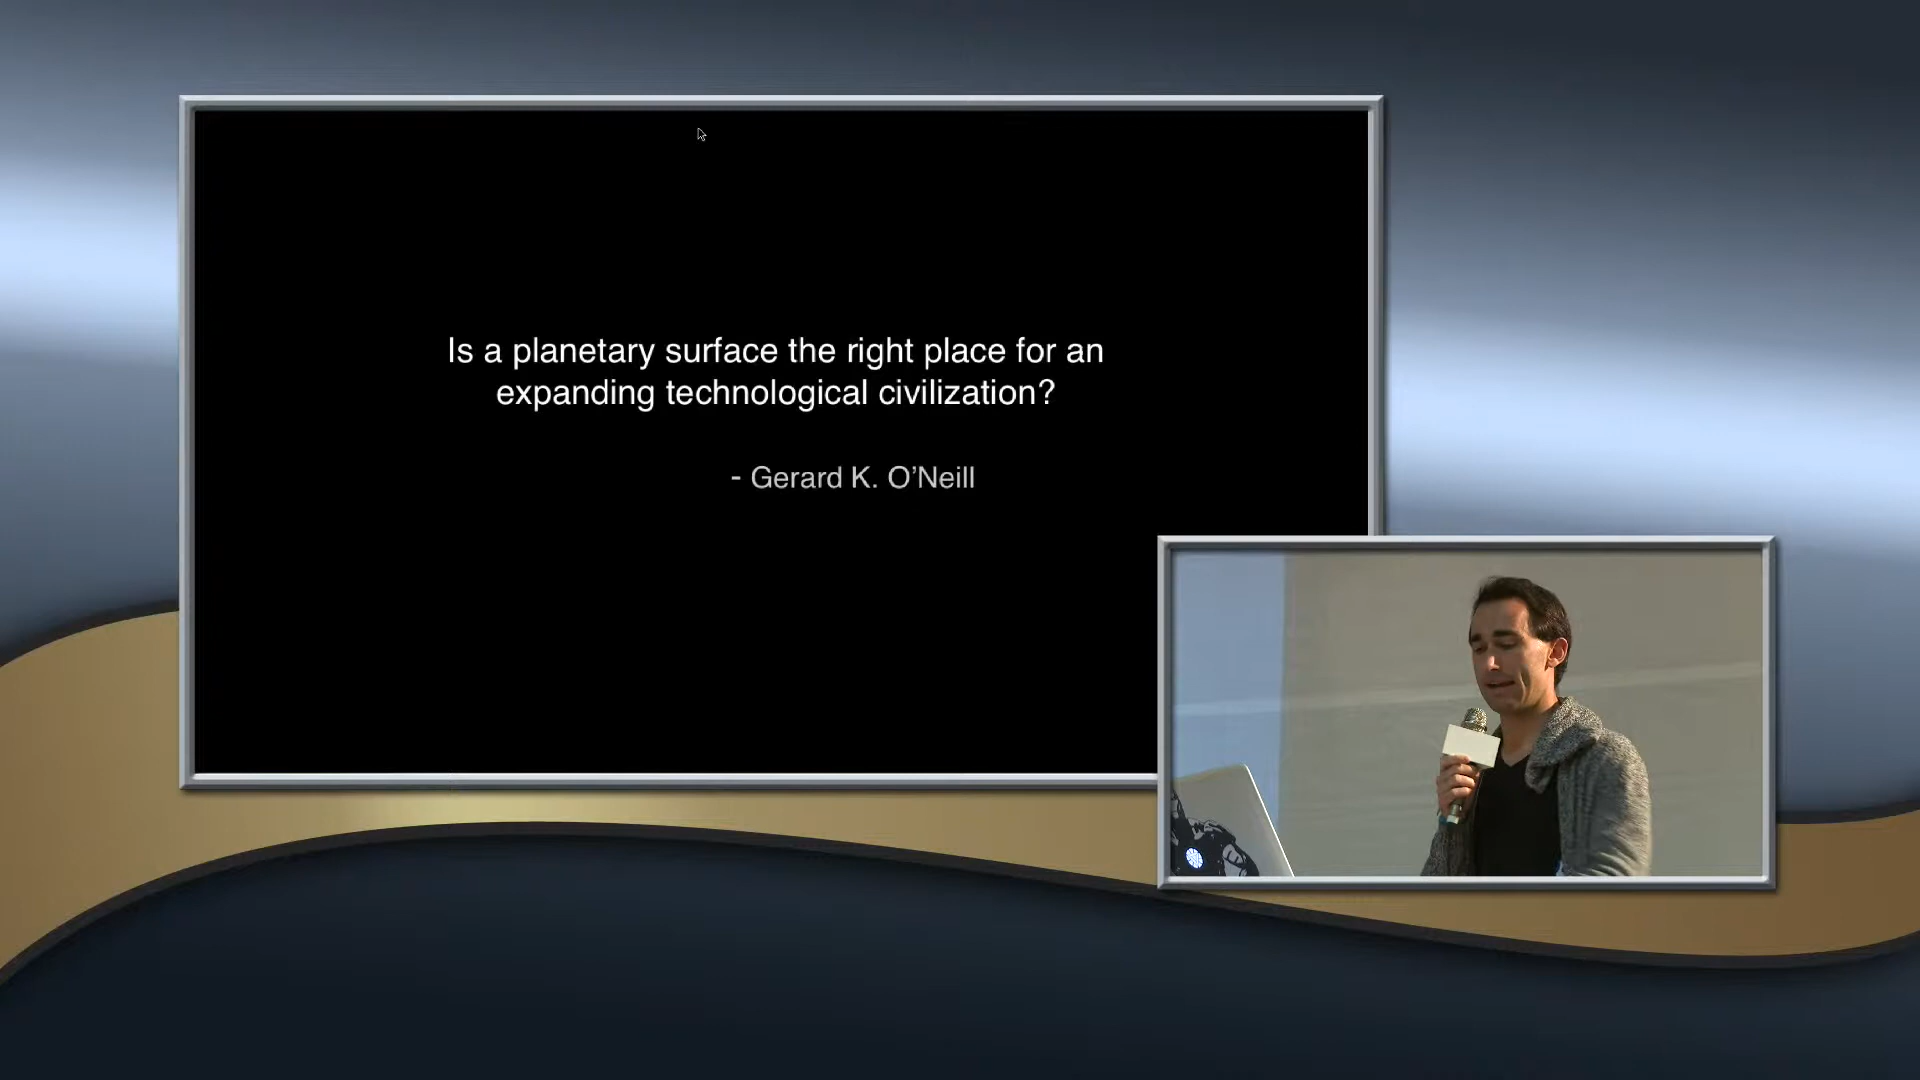 Is a planetary surface the right place for an
expanding technological civilization?
- Gerard K. O’Neill